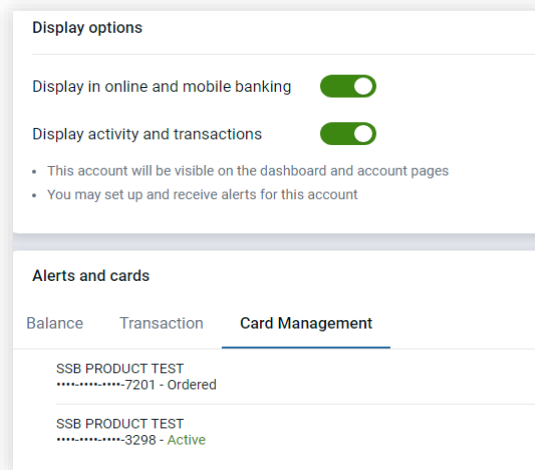 Display options
Display in online and mobile banking
Display activity and transactions
• This account will be visible on the dashboard and account pages
• You may set up and receive alerts for this account
Alerts and cards
Balance Transaction Card Management
SSB PRODUCT TEST
••••-••••-••••-7201 - Ordered
SSB PRODUCT TEST
••••-••••-••••-3298 - Active